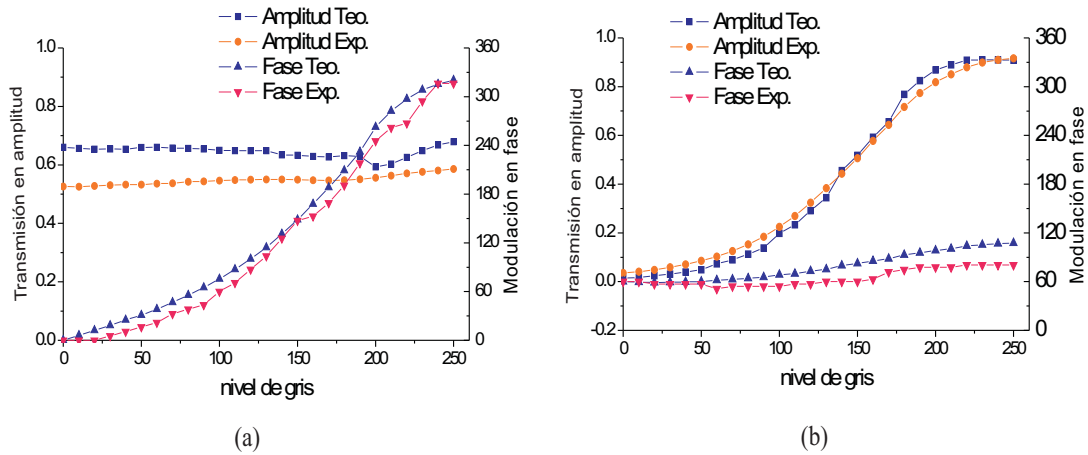 Amplitud Teo.
Amplitud Exp.
Fase Teo.
Fase Exp.
1.0
0.8
0.6
0.4
0.2
0.0
Transmisión en amplitud
360
300
240
180
120
60
0
Modulación en fase
0
50
100
150
200
250
nivel de gris
(a)
Amplitud Teo.
Amplitud Exp.
Fase Teo.
Fase Exp.
1.0
0.8
0.6
0.4
0.2
0.0
-0.2
Transmisión en amplitud
360
300
240
180
120
60
0
Modulación en fase
0
50
100
150
200
250
nivel de gris
(b)